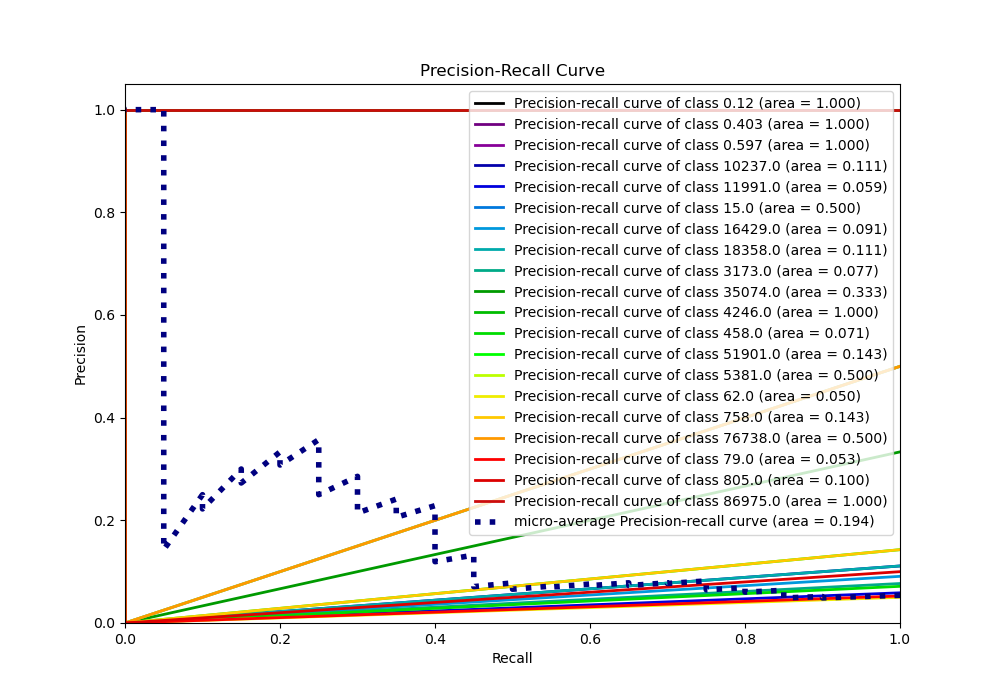 Precision-Recall Curve
Precision
1.0
0.8
0.6
0.4
0.2
0.0
Precision-recall curve of class 0.12 (area = 1.000)
Precision-recall curve of class 0.403 (area = 1.000)
Precision-recall curve of class 0.597 (area = 1.000)
Precision-recall curve of class 10237.0 (area = 0.111)
Precision-recall curve of class 11991.0 (area = 0.059)
Precision-recall curve of class 15.0 (area = 0.500)
Precision-recall curve of class 16429.0 (area = 0.091)
Precision-recall curve of class 18358.0 (area = 0.111)
Precision-recall curve of class 3173.0 (area = 0.077)
Precision-recall curve of class 35074.0 (area = 0.333)
Precision-recall curve of class 4246.0 (area = 1.000)
Precision-recall curve of class 458.0 (area = 0.071)
Precision-recall curve of class 51901.0 (area = 0.143)
Precision-recall curve of class 5381.0 (area = 0.500)
Precision-recall curve of class 62.0 (area = 0.050)
Precision-recall curve of class 758.0 (area = 0.143)
Precision-recall curve of class 76738.0 (area = 0.500)
Precision-recall curve of class 79.0 (area = 0.053)
Precision-recall curve of class 805.0 (area = 0.100)
Precision-recall curve of class 86975.0 (area = 1.000)
micro-average Precision-recall curve (area = 0.194)
0.0 0.2 0.4 0.6 0.8 1.0
Recall